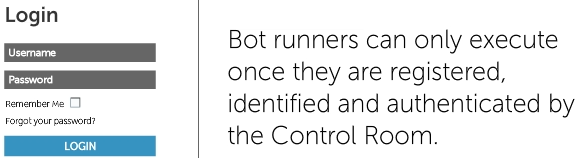 Login
Username
Password
Remember Me
Forgot your password?
LOGIN
Bot runners can only execute
once they are registered,
identified and authenticated by
the Control Room.